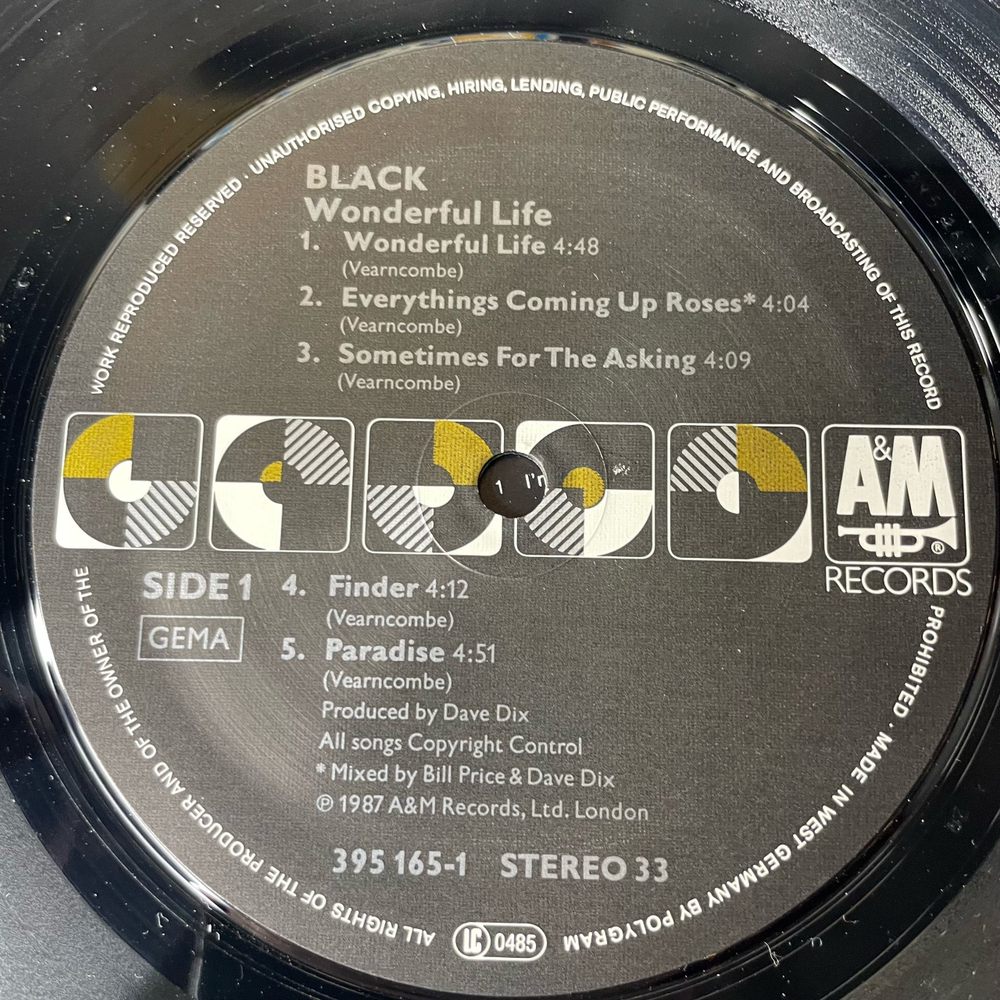 WORK REPRODUCED RESERVED · UNAUTHORISED COPYING, HIRING, LENDING, PUBLIC PERFORMANCE AND BROADCASTING OF THIS RECORD
BLACK
Wonderful Life
1. Wonderful Life 4:48
(Vearncombe)
2. Everythings Coming Up Roses* 4:04
(Vearncombe)
3. Sometimes For The Asking 4:09
(Vearncombe)
A&M
®
RECORDS
SIDE 1
GEMA
4. Finder 4:12
(Vearncombe)
5. Paradise 4:51
(Vearncombe)
Produced by Dave Dix
All songs Copyright Control
* Mixed by Bill Price & Dave Dix
℗ 1987 A&M Records, Ltd. London
395 165-1 STEREO 33
PROHIBITED · MADE IN WEST GERMANY BY POLYGRAM
LC 0485
ALL RIGHTS OF THE PRODUCER AND OF THE OWNER OF THE